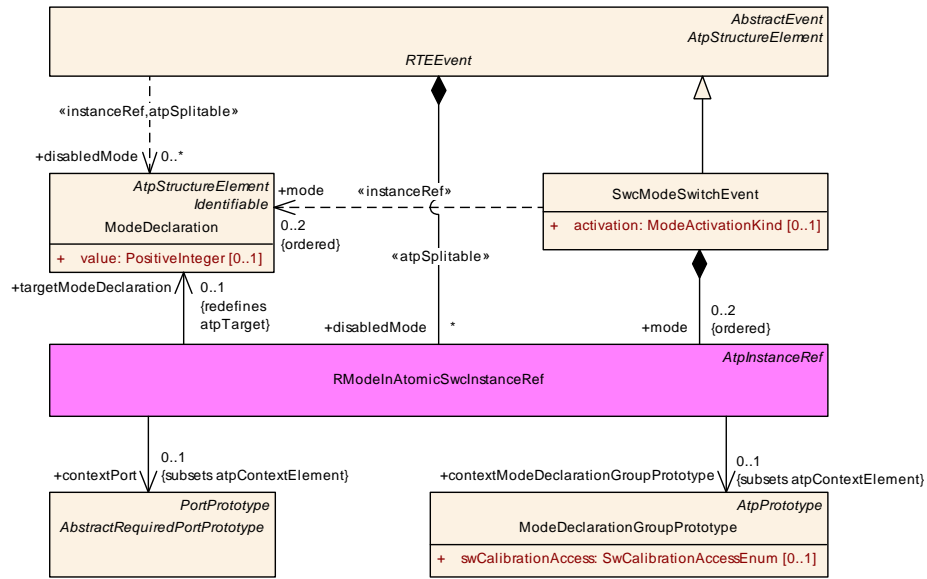 AbstractEvent
AtpStructureElement
RTEEvent
«instanceRef,atpSplitable»
+disabledMode 0..*
AtpStructureElement
Identifiable
ModeDeclaration
+ value: PositiveInteger [0..1]
+mode
«instanceRef»
0..2
{ordered}
SwcModeSwitchEvent
+ activation: ModeActivationKind [0..1]
«atpSplitable»
+targetModeDeclaration
0..1
{redefines
atpTarget}
+disabledMode *
+mode
0..2
{ordered}
AtpInstanceRef
RModeInAtomicSwcInstanceRef
+contextPort
0..1
{subsets atpContextElement}
+contextModeDeclarationGroupPrototype
0..1
{subsets atpContextElement}
PortPrototype
AbstractRequiredPortPrototype
AtpPrototype
ModeDeclarationGroupPrototype
+ swCalibrationAccess: SwCalibrationAccessEnum [0..1]